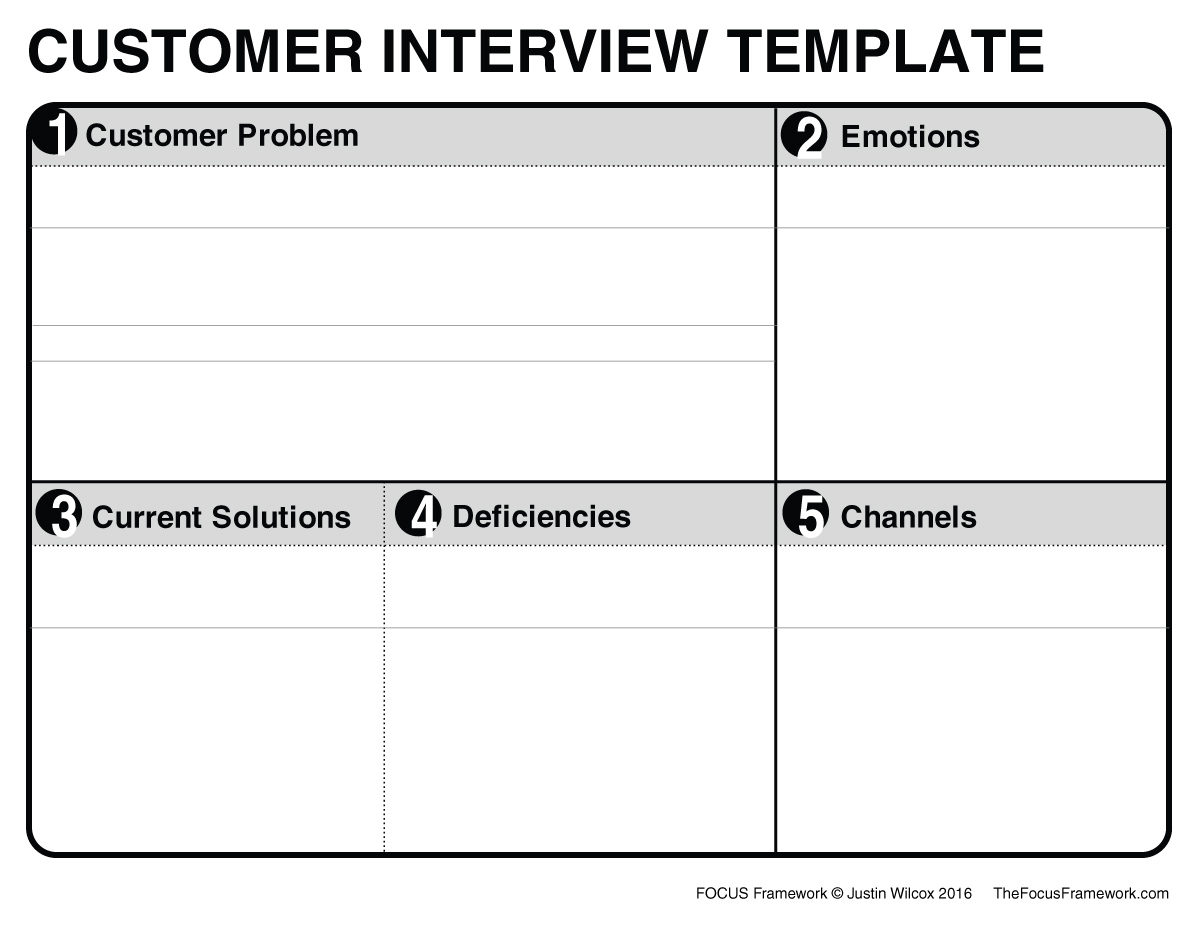 CUSTOMER INTERVIEW TEMPLATE
1 Customer Problem
2 Emotions
3 Current Solutions
4 Deficiencies
5 Channels
FOCUS Framework © Justin Wilcox 2016 TheFocusFramework.com